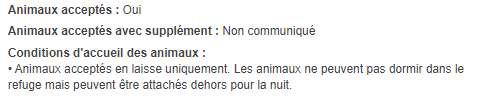 Animaux acceptés : Oui
Animaux acceptés avec supplément : Non communiqué
Conditions d'accueil des animaux :
• Animaux acceptés en laisse uniquement. Les animaux ne peuvent pas dormir dans le
refuge mais peuvent être attachés dehors pour la nuit.